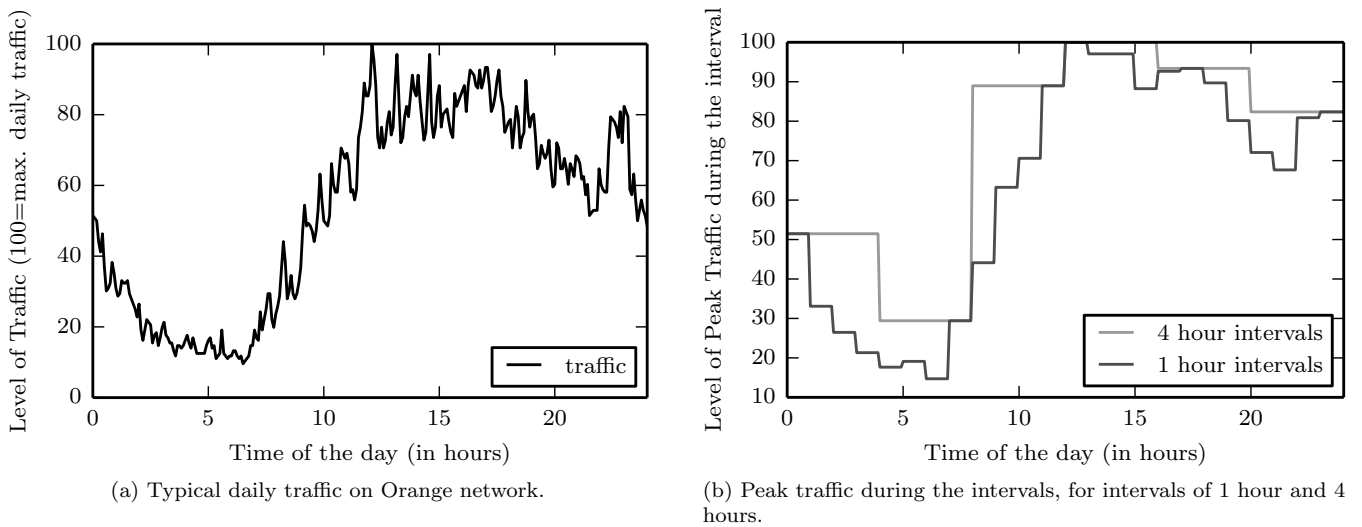 Level of Traffic (100=max. daily traffic)
100
80
60
40
20
0
0
5
10
15
20
traffic
Time of the day (in hours)
(a) Typical daily traffic on Orange network.
Level of Peak Traffic during the interval
100
90
80
70
60
50
40
30
20
10
0
5
10
15
20
4 hour intervals
1 hour intervals
Time of the day (in hours)
(b) Peak traffic during the intervals, for intervals of 1 hour and 4
hours.